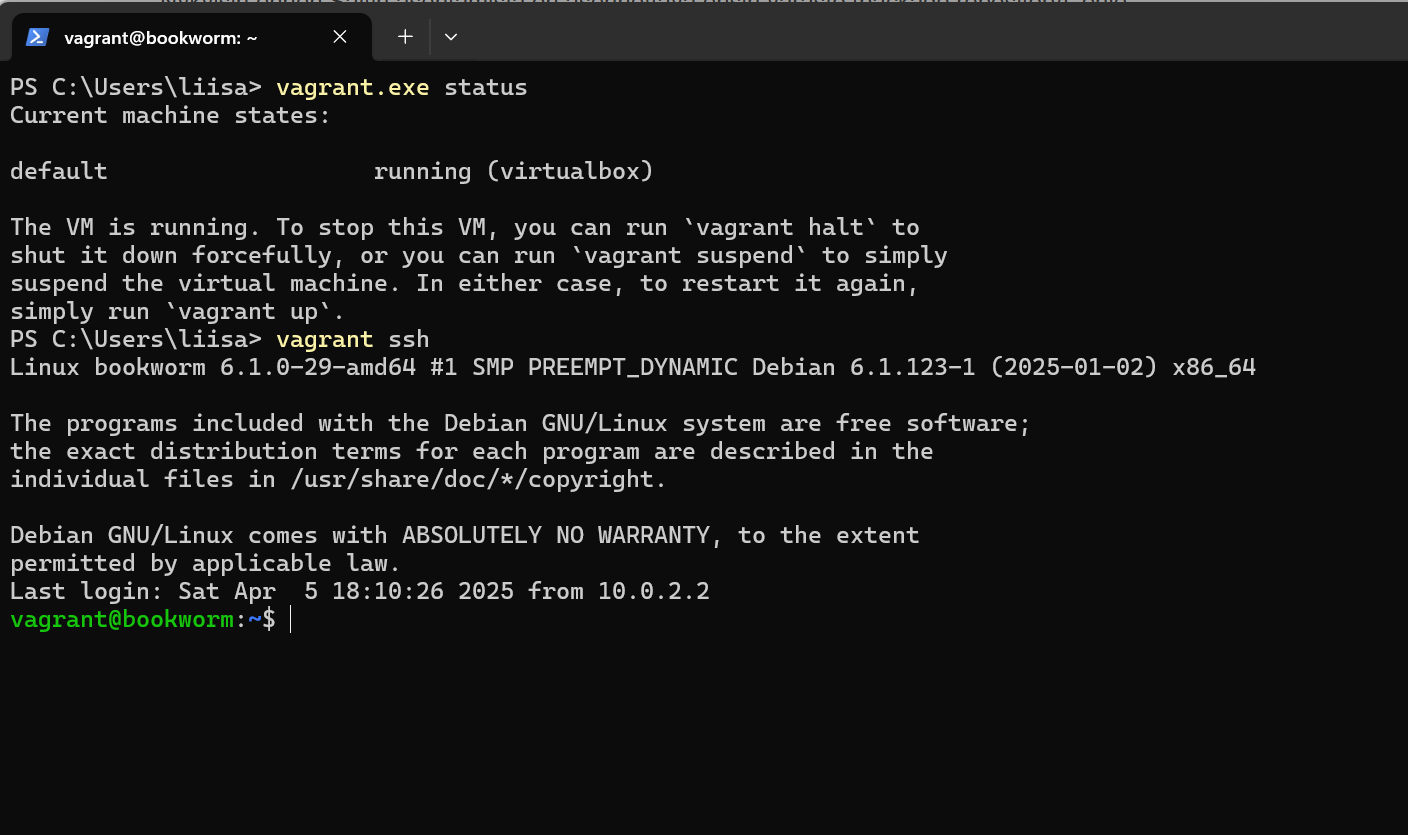 vagrant@bookworm: ~
PS C:\Users\liisa> vagrant.exe status
Current machine states:
default                   running (virtualbox)
The VM is running. To stop this VM, you can run `vagrant halt` to
shut it down forcefully, or you can run `vagrant suspend` to simply
suspend the virtual machine. In either case, to restart it again,
simply run `vagrant up`.
PS C:\Users\liisa> vagrant ssh
Linux bookworm 6.1.0-29-amd64 #1 SMP PREEMPT_DYNAMIC Debian 6.1.123-1 (2025-01-02) x86_64
The programs included with the Debian GNU/Linux system are free software;
the exact distribution terms for each program are described in the
individual files in /usr/share/doc/*/copyright.
Debian GNU/Linux comes with ABSOLUTELY NO WARRANTY, to the extent
permitted by applicable law.
Last login: Sat Apr  5 18:10:26 2025 from 10.0.2.2
vagrant@bookworm:~$